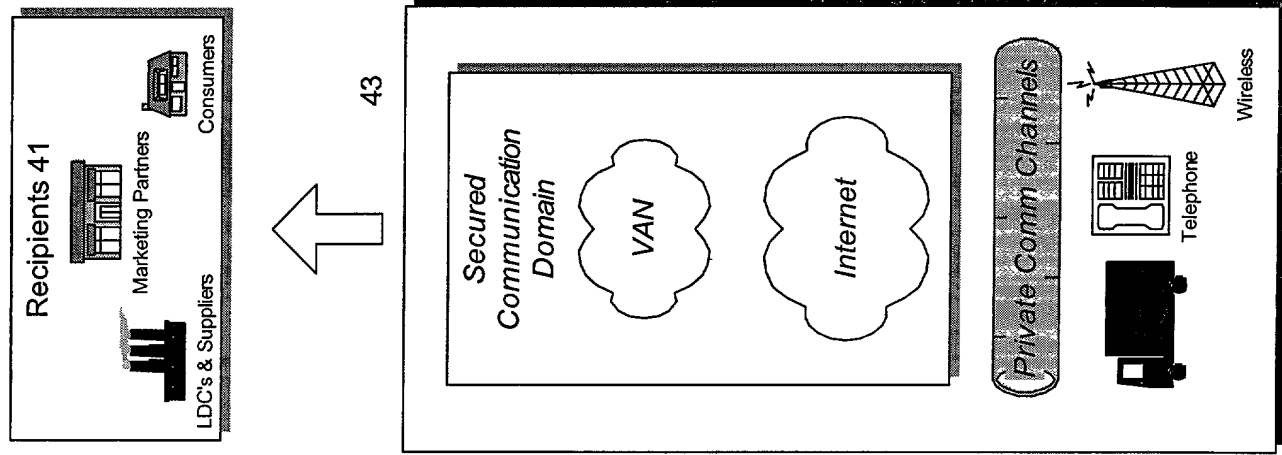 Recipients 41
Marketing Partners
LDC's & Suppliers
Consumers
43
Secured
Communication
Domain
VAN
Internet
Private Comm Channels
Telephone
Wireless